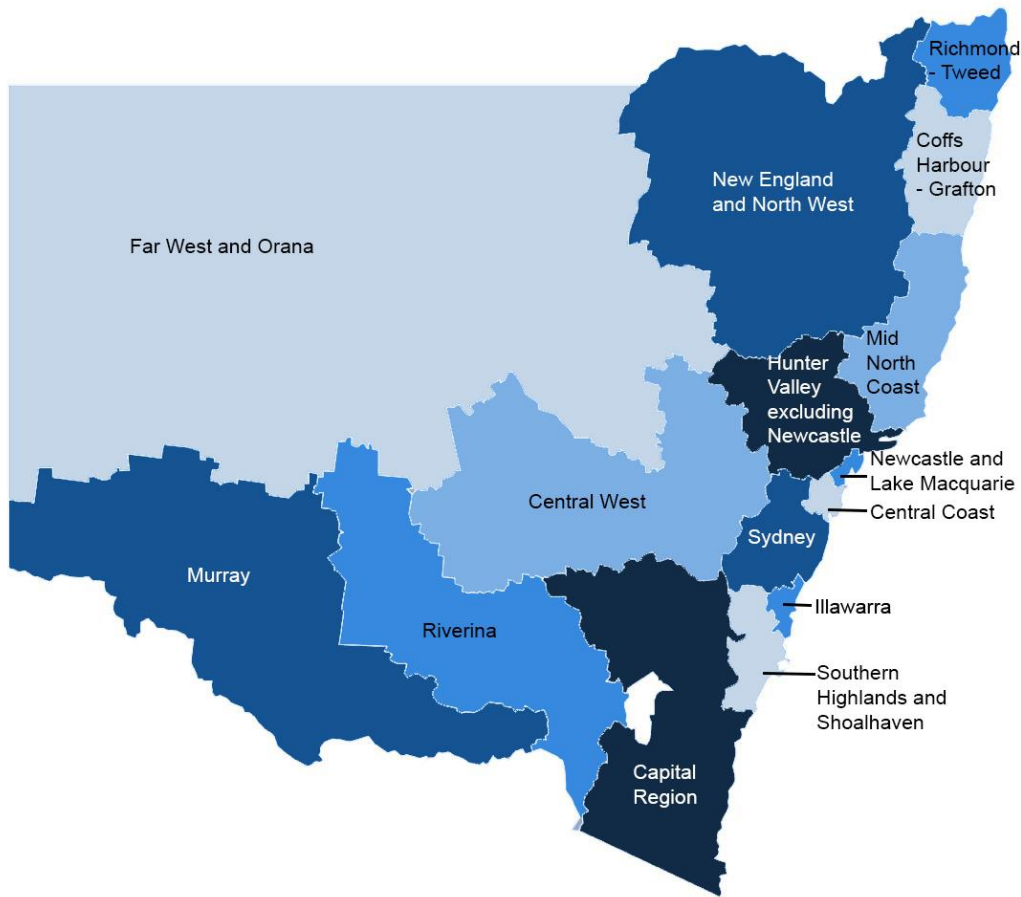 Richmond
- Tweed
Coffs
Harbour
- Grafton
New England
and North West
Far West and Orana
Mid
North
Coast
Hunter
Valley
excluding
Newcastle
Newcastle and
Lake Macquarie
Central Coast
Central West
Sydney
Murray
Illawarra
Riverina
Southern
Highlands and
Shoalhaven
Capital
Region